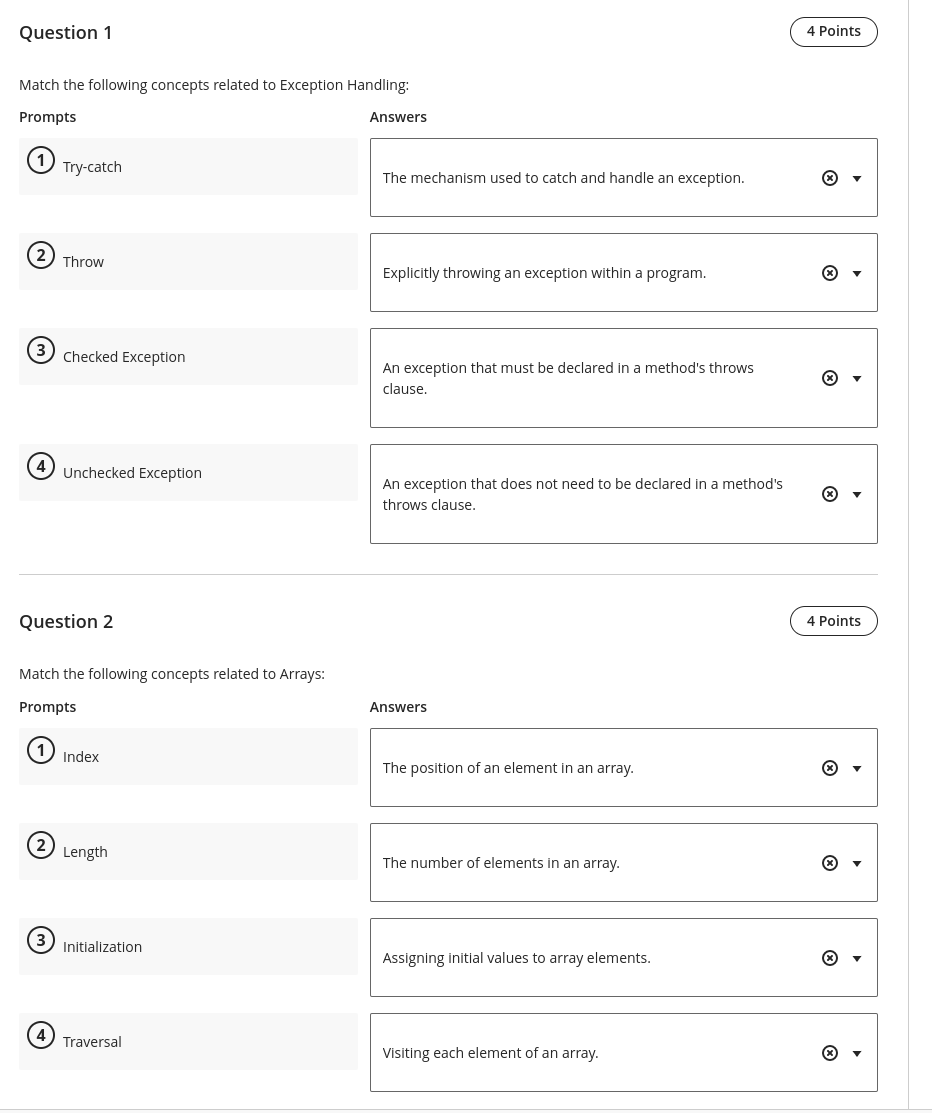 Question 1
4 Points
Match the following concepts related to Exception Handling:
Prompts
Answers
1 Try-catch
The mechanism used to catch and handle an exception.
2 Throw
Explicitly throwing an exception within a program.
3 Checked Exception
An exception that must be declared in a method's throws
clause.
4 Unchecked Exception
An exception that does not need to be declared in a method's
throws clause.
Question 2
4 Points
Match the following concepts related to Arrays:
Prompts
Answers
1 Index
The position of an element in an array.
2 Length
The number of elements in an array.
3 Initialization
Assigning initial values to array elements.
4 Traversal
Visiting each element of an array.